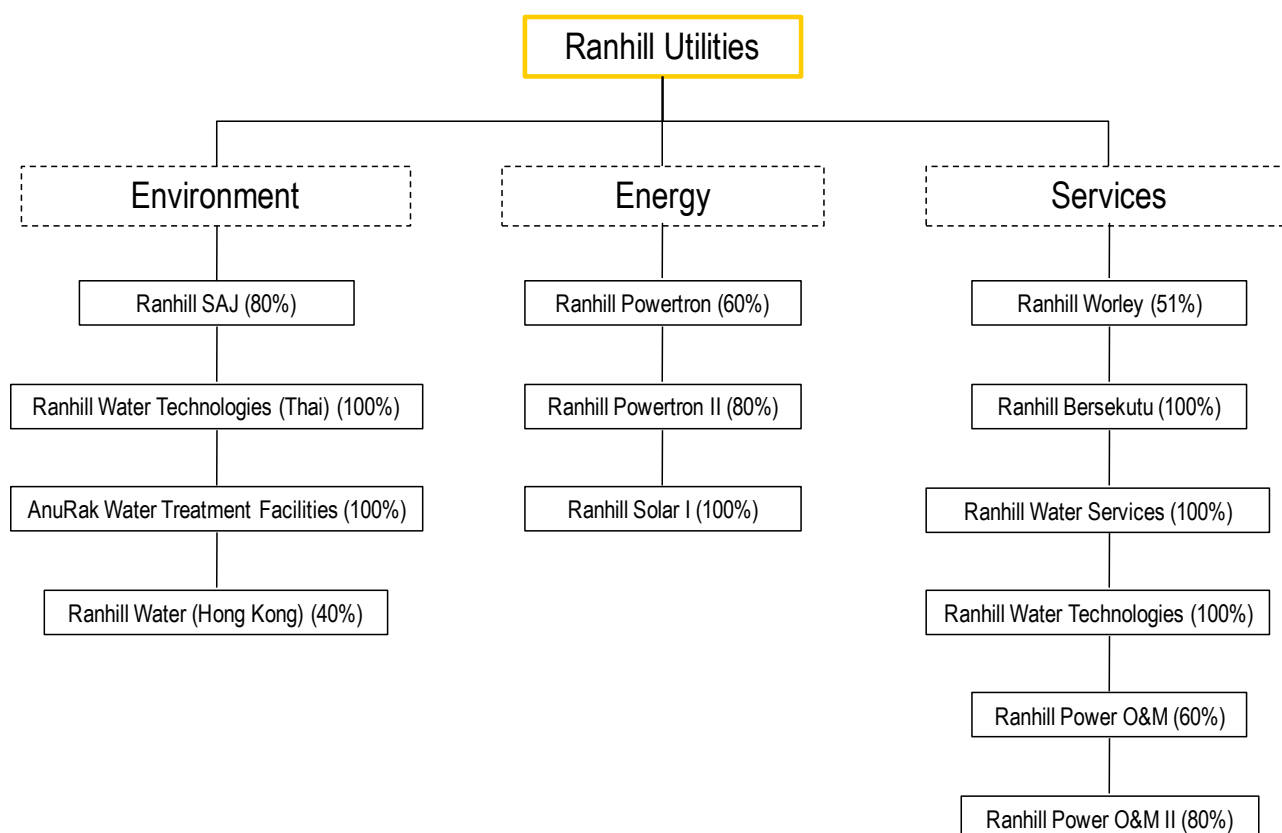 Ranhill Utilities
Environment
Energy
Services
Ranhill SAJ (80%)
Ranhill Powertron (60%)
Ranhill Worley (51%)
Ranhill Water Technologies (Thai) (100%)
Ranhill Powertron II (80%)
Ranhill Bersekutu (100%)
AnuRak Water Treatment Facilities (100%)
Ranhill Solar I (100%)
Ranhill Water Services (100%)
Ranhill Water (Hong Kong) (40%)
Ranhill Water Technologies (100%)
Ranhill Power O&M (60%)
Ranhill Power O&M II (80%)